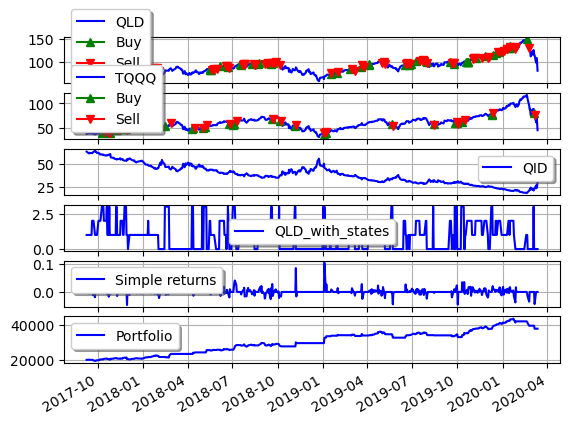 QLD
Buy
Sell
150
100
TQQQ
Buy
Sell
100
50
QID
50
25
QLD_with_states
2.5
0.0
Simple returns
0.1
0.0
Portfolio
40000
20000
2017-10
2018-01
2018-04
2018-07
2018-10
2019-01
2019-04
2019-07
2019-10
2020-01
2020-04